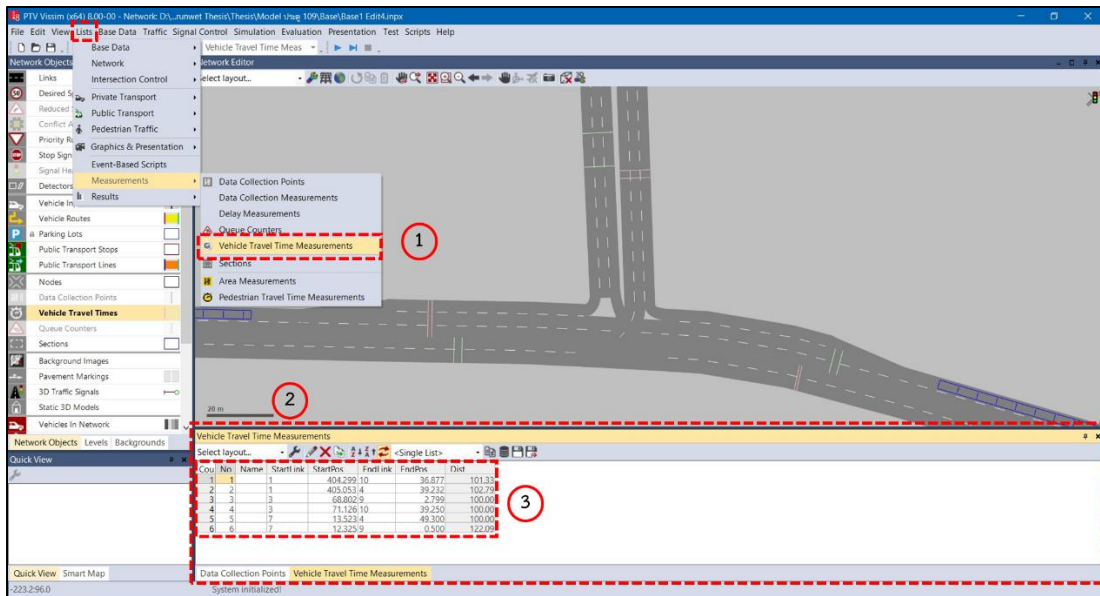 PTV Vissim (x64) 8.00-00 - Network: D:\...runwet Thesis\Thesis\Model ประตู 109\Base\Base1 Edit4.inpx
File Edit View Lists Base Data Traffic Signal Control Simulation Evaluation Presentation Test Scripts Help
Vehicle Travel Time Meas
Network Objects
Network Editor
Select layout...
Base Data
Network
Intersection Control
Private Transport
Public Transport
Pedestrian Traffic
Graphics & Presentation
Event-Based Scripts
Measurements
Results
Data Collection Points
Data Collection Measurements
Delay Measurements
Queue Counters
Vehicle Travel Time Measurements
Sections
Area Measurements
Pedestrian Travel Time Measurements
1
Links
Desired S
Reduced
Conflict A
Priority Ru
Stop Sign
Signal He
Detectors
Vehicle In
Vehicle Routes
Parking Lots
Public Transport Stops
Public Transport Lines
Nodes
Data Collection Points
Vehicle Travel Times
Queue Counters
Sections
Background Images
Pavement Markings
3D Traffic Signals
Static 3D Models
Vehicles In Network
Network Objects Levels Backgrounds
Quick View
Quick View Smart Map
20 m
2
Vehicle Travel Time Measurements
Select layout... <Single List>
Cou No Name StartLink StartPos EndLink EndPos Dist
1 1 1 404.299 10 36.877 101.33
2 2 1 405.053 4 39.232 102.79
3 3 3 68.802 9 2.799 100.00
4 4 3 71.126 10 39.250 100.00
5 5 7 13.523 4 49.300 100.00
6 6 7 12.325 9 0.500 122.09
3
Data Collection Points Vehicle Travel Time Measurements
-223.2:96.0 System initialized!